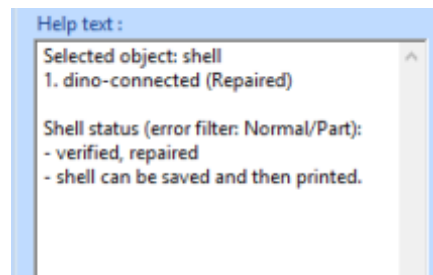 Help text :
Selected object: shell
1. dino-connected (Repaired)
Shell status (error filter: Normal/Part):
- verified, repaired
- shell can be saved and then printed.